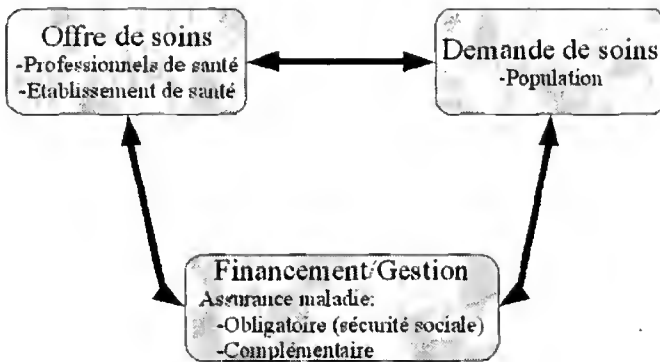 Offre de soins
-Professionnels de santé
-Etablissement de santé
Demande de soins
-Population
Financement/Gestion
Assurance maladie:
-Obligatoire (sécurité sociale)
-Complémentaire